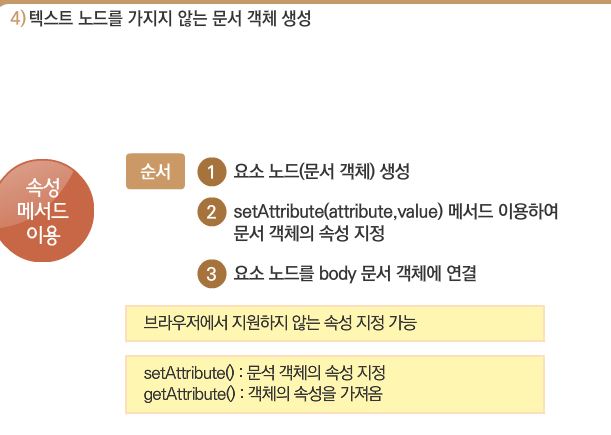 4) 텍스트 노드를 가지지 않는 문서 객체 생성
속성
메서드
이용
순서
1 요소 노드(문서 객체) 생성
2 setAttribute(attribute,value) 메서드 이용하여
문서 객체의 속성 지정
3 요소 노드를 body 문서 객체에 연결
브라우저에서 지원하지 않는 속성 지정 가능
setAttribute() : 문석 객체의 속성 지정
getAttribute() : 객체의 속성을 가져옴